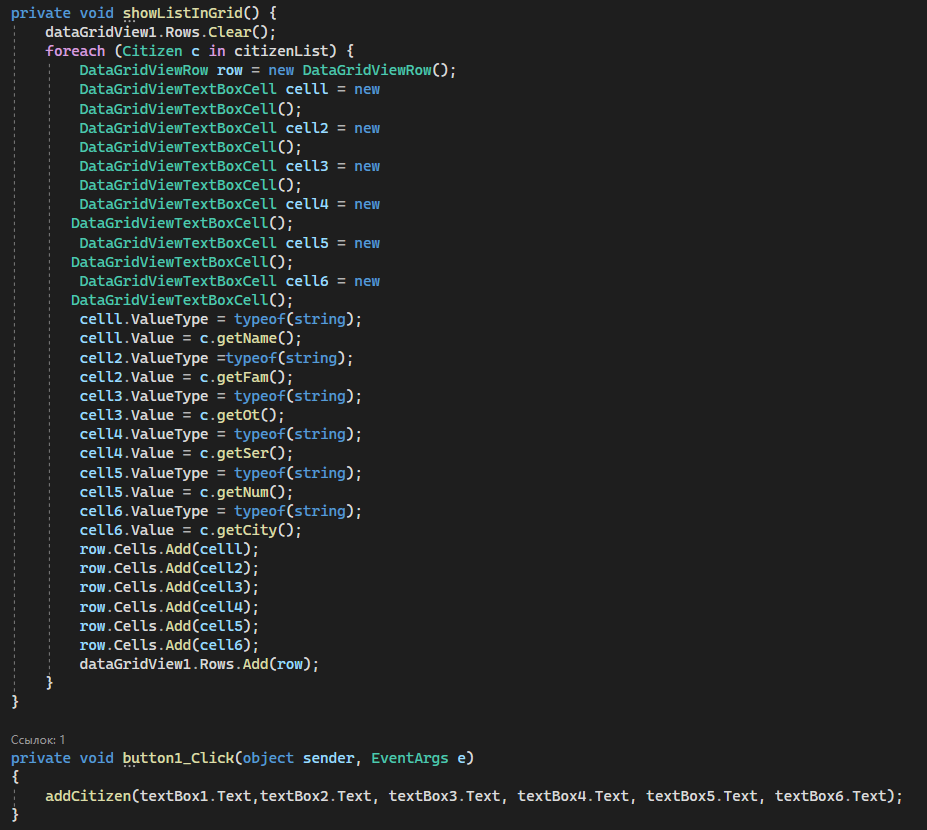 private void showListInGrid() {
dataGridView1.Rows.Clear();
foreach (Citizen c in citizenList) {
DataGridViewRow row = new DataGridViewRow();
DataGridViewTextBoxCell celll = new
DataGridViewTextBoxCell();
DataGridViewTextBoxCell cell2 = new
DataGridViewTextBoxCell();
DataGridViewTextBoxCell cell3 = new
DataGridViewTextBoxCell();
DataGridViewTextBoxCell cell4 = new
DataGridViewTextBoxCell();
DataGridViewTextBoxCell cell5 = new
DataGridViewTextBoxCell();
DataGridViewTextBoxCell cell6 = new
DataGridViewTextBoxCell();
celll.ValueType = typeof(string);
celll.Value = c.getName();
cell2.ValueType =typeof(string);
cell2.Value = c.getFam();
cell3.ValueType = typeof(string);
cell3.Value = c.getOt();
cell4.ValueType = typeof(string);
cell4.Value = c.getSer();
cell5.ValueType = typeof(string);
cell5.Value = c.getNum();
cell6.ValueType = typeof(string);
cell6.Value = c.getCity();
row.Cells.Add(celll);
row.Cells.Add(cell2);
row.Cells.Add(cell3);
row.Cells.Add(cell4);
row.Cells.Add(cell5);
row.Cells.Add(cell6);
dataGridView1.Rows.Add(row);
}
}
Ссылок: 1
private void button1_Click(object sender, EventArgs e)
{
addCitizen(textBox1.Text,textBox2.Text, textBox3.Text, textBox4.Text, textBox5.Text, textBox6.Text);
}